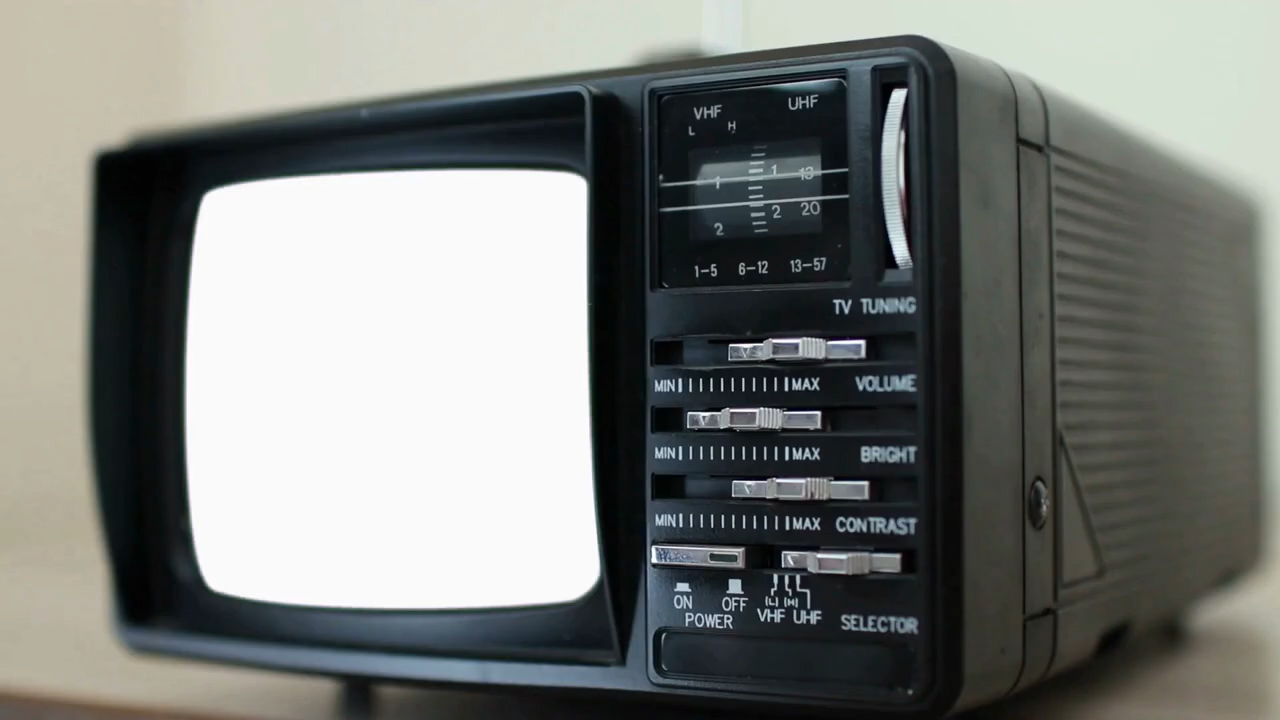 VHF UHF
L H
1 1 13
2 2 20
1-5 6-12 13-57
TV TUNING
MIN MAX VOLUME
MIN MAX BRIGHT
MIN MAX CONTRAST
ON OFF (L) (H)
POWER VHF UHF SELECTOR